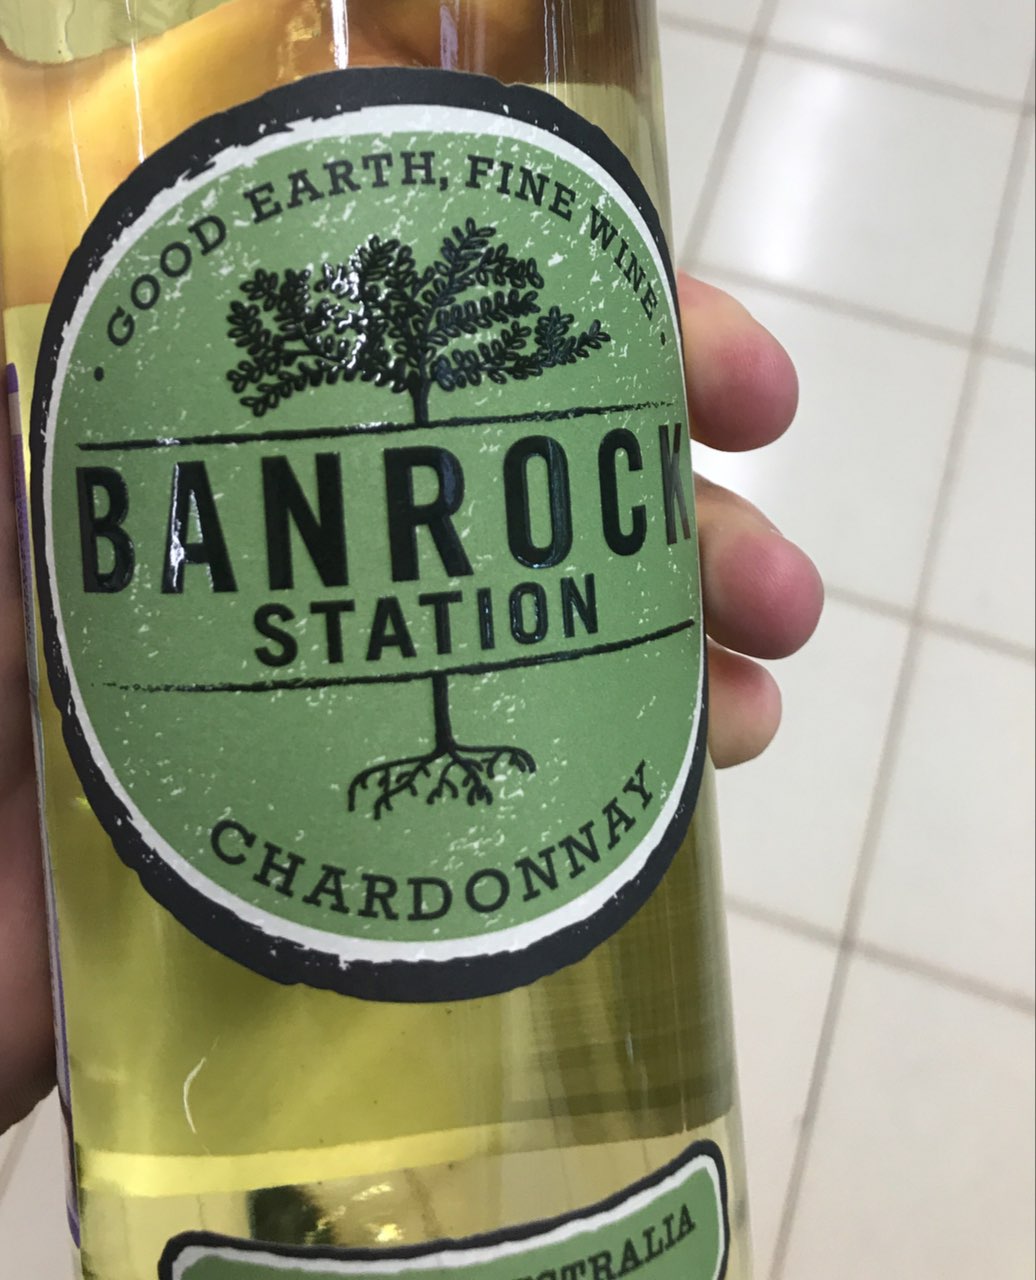 GOOD EARTH, FINE WINE
BANROCK
STATION
CHARDONNAY